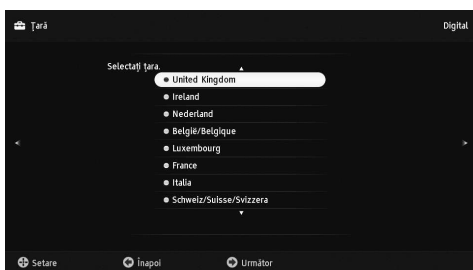 Țară
Digital
Selectați țara.
United Kingdom
Ireland
Nederland
België/Belgique
Luxembourg
France
Italia
Schweiz/Suisse/Svizzera
Setare
Înapoi
Următor